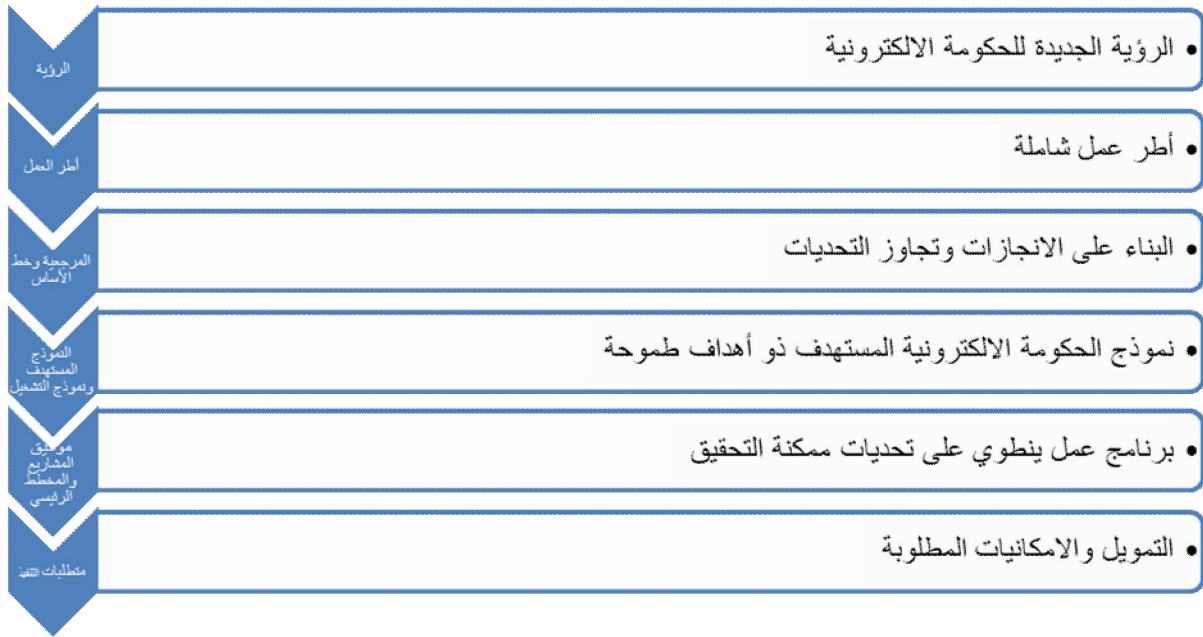 الرؤية
• الرؤية الجديدة للحكومة الالكترونية
أطر العمل
• أطر عمل شاملة
المرجعية وخط
الأساس
• البناء على الانجازات وتجاوز التحديات
النموذج
المستهدف
ونموذج التشغيل
• نموذج الحكومة الالكترونية المستهدف ذو أهداف طموحة
المشاريع
والمخطط
الرئيسي
• برنامج عمل ينطوي على تحديات ممكنة التحقيق
متطلبات التنفيذ
• التمويل والامكانيات المطلوبة